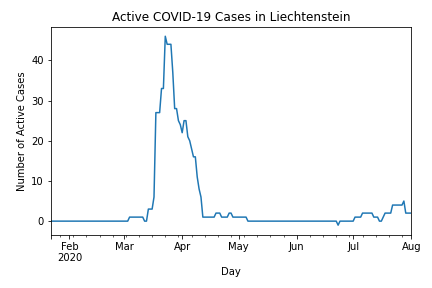 Active COVID-19 Cases in Liechtenstein
Number of Active Cases
40
30
20
10
0
Feb Mar Apr May Jun Jul Aug
2020
Day